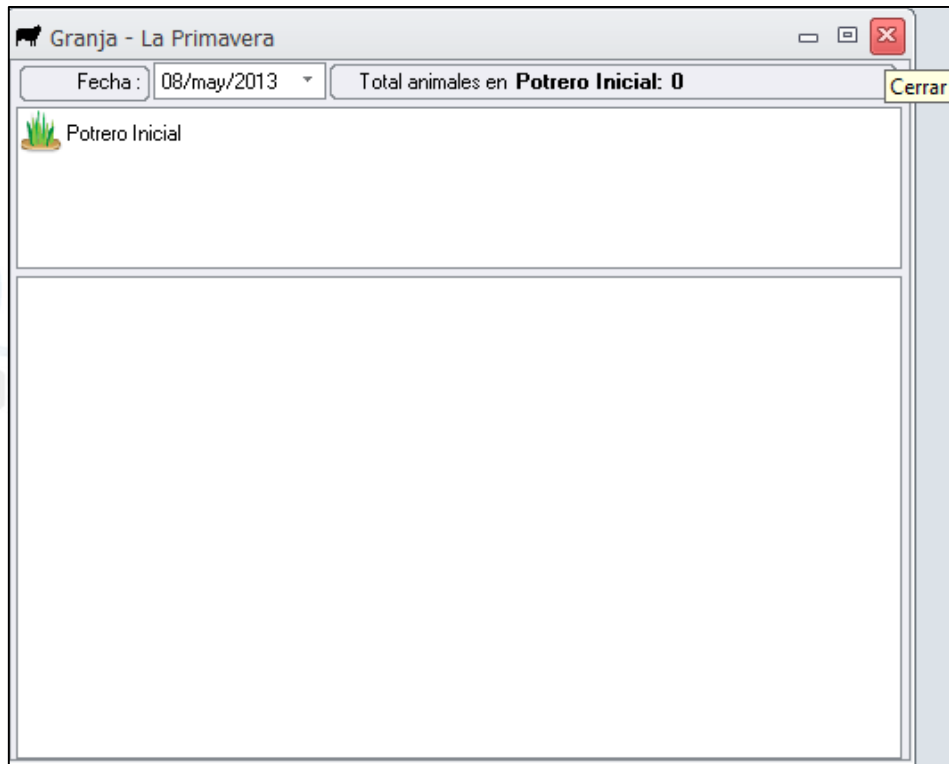 Granja - La Primavera
Fecha : 08/may/2013 Total animales en Potrero Inicial: 0
Cerrar
Potrero Inicial